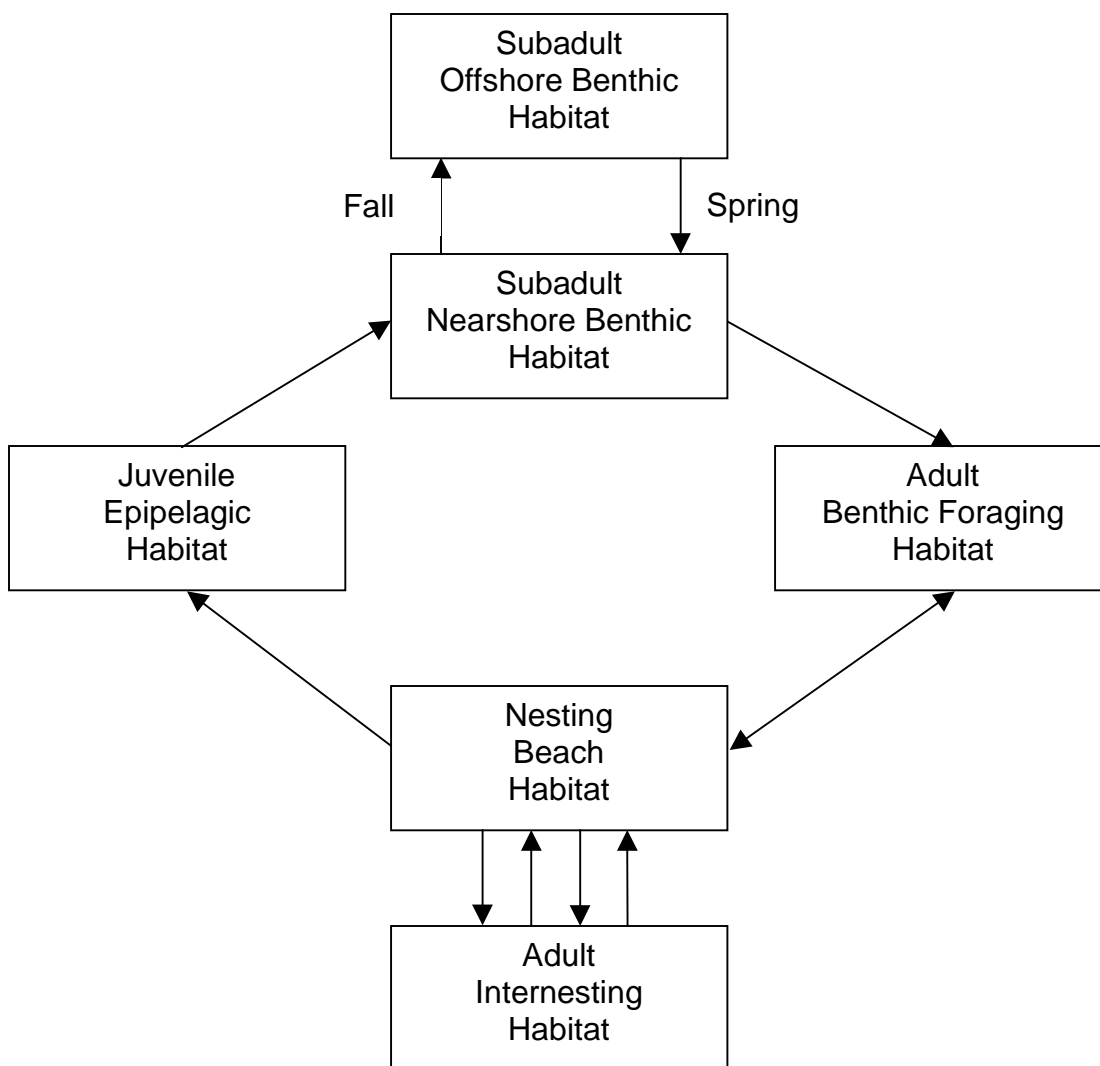 Subadult
Offshore Benthic
Habitat
Fall
Spring
Subadult
Nearshore Benthic
Habitat
Juvenile
Epipelagic
Habitat
Adult
Benthic Foraging
Habitat
Nesting
Beach
Habitat
Adult
Internesting
Habitat